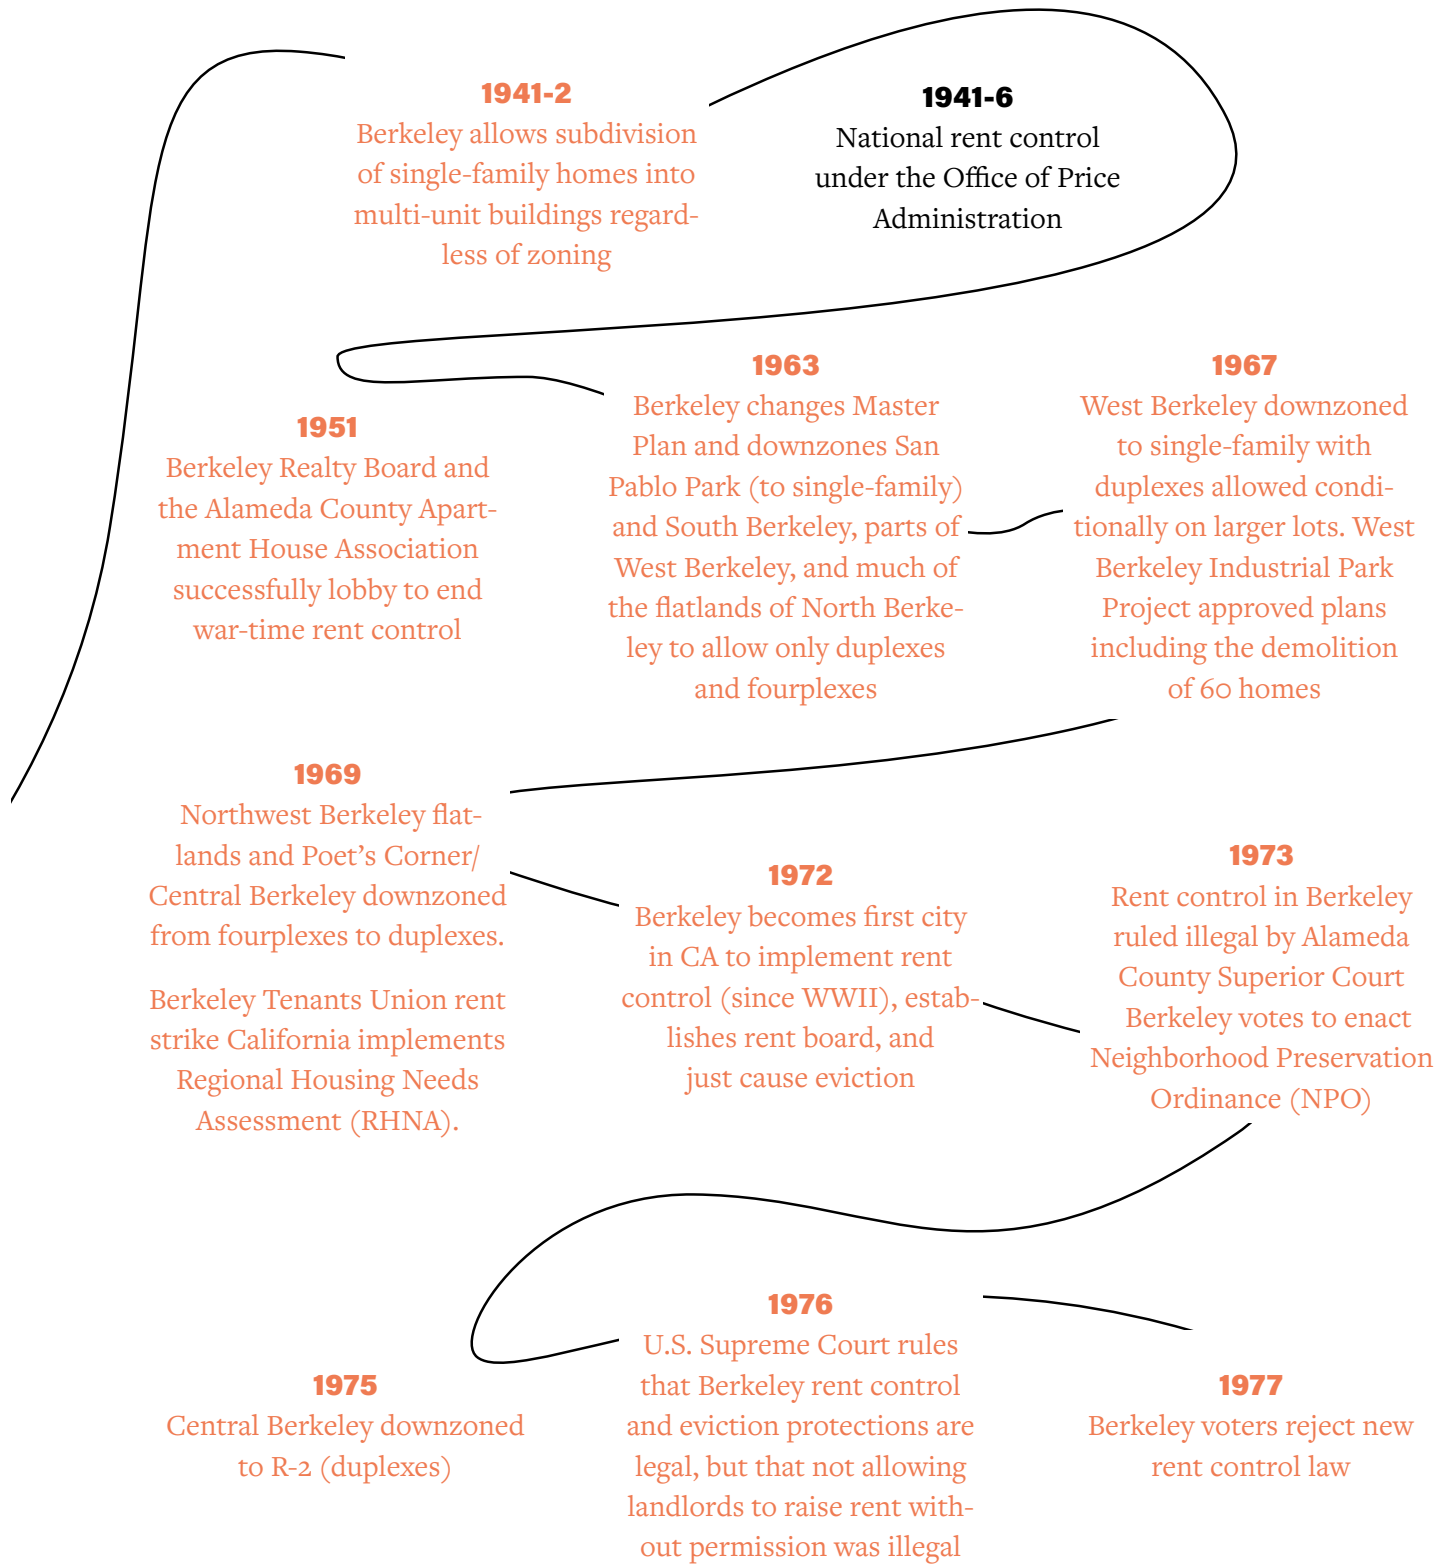 1941-2
Berkeley allows subdivision
of single-family homes into
multi-unit buildings regard-
less of zoning
1941-6
National rent control
under the Office of Price
Administration
1951
Berkeley Realty Board and
the Alameda County Apart-
ment House Association
successfully lobby to end
war-time rent control
1963
Berkeley changes Master
Plan and downzones San
Pablo Park (to single-family)
and South Berkeley, parts of
West Berkeley, and much of
the flatlands of North Berke-
ley to allow only duplexes
and fourplexes
1967
West Berkeley downzoned
to single-family with
duplexes allowed condi-
tionally on larger lots. West
Berkeley Industrial Park
Project approved plans
including the demolition
of 60 homes
1969
Northwest Berkeley flat-
lands and Poet’s Corner/
Central Berkeley downzoned
from fourplexes to duplexes.
Berkeley Tenants Union rent
strike California implements
Regional Housing Needs
Assessment (RHNA).
1972
Berkeley becomes first city
in CA to implement rent
control (since WWII), estab-
lishes rent board, and
just cause eviction
1973
Rent control in Berkeley
ruled illegal by Alameda
County Superior Court
Berkeley votes to enact
Neighborhood Preservation
Ordinance (NPO)
1975
Central Berkeley downzoned
to R-2 (duplexes)
1976
U.S. Supreme Court rules
that Berkeley rent control
and eviction protections are
legal, but that not allowing
landlords to raise rent with-
out permission was illegal
1977
Berkeley voters reject new
rent control law